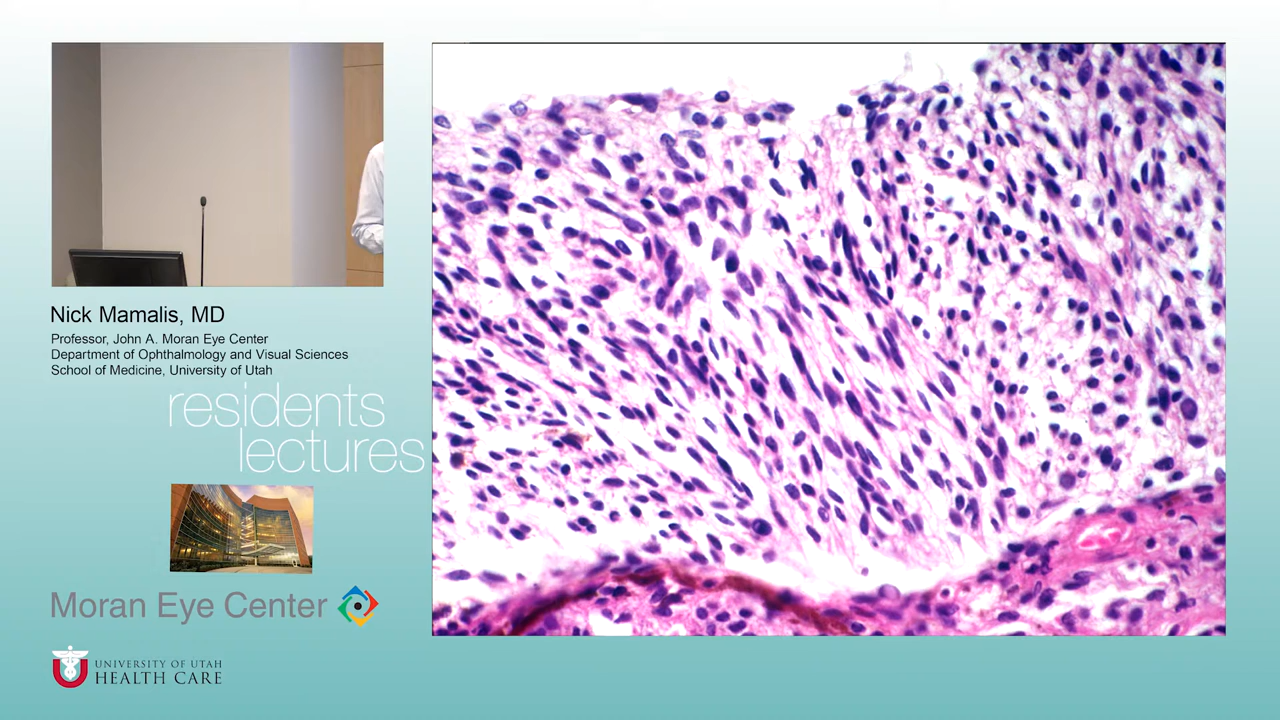 Nick Mamalis, MD
Professor, John A. Moran Eye Center
Department of Ophthalmology and Visual Sciences
School of Medicine, University of Utah
residents
lectures
Moran Eye Center
U
UNIVERSITY OF UTAH
HEALTH CARE